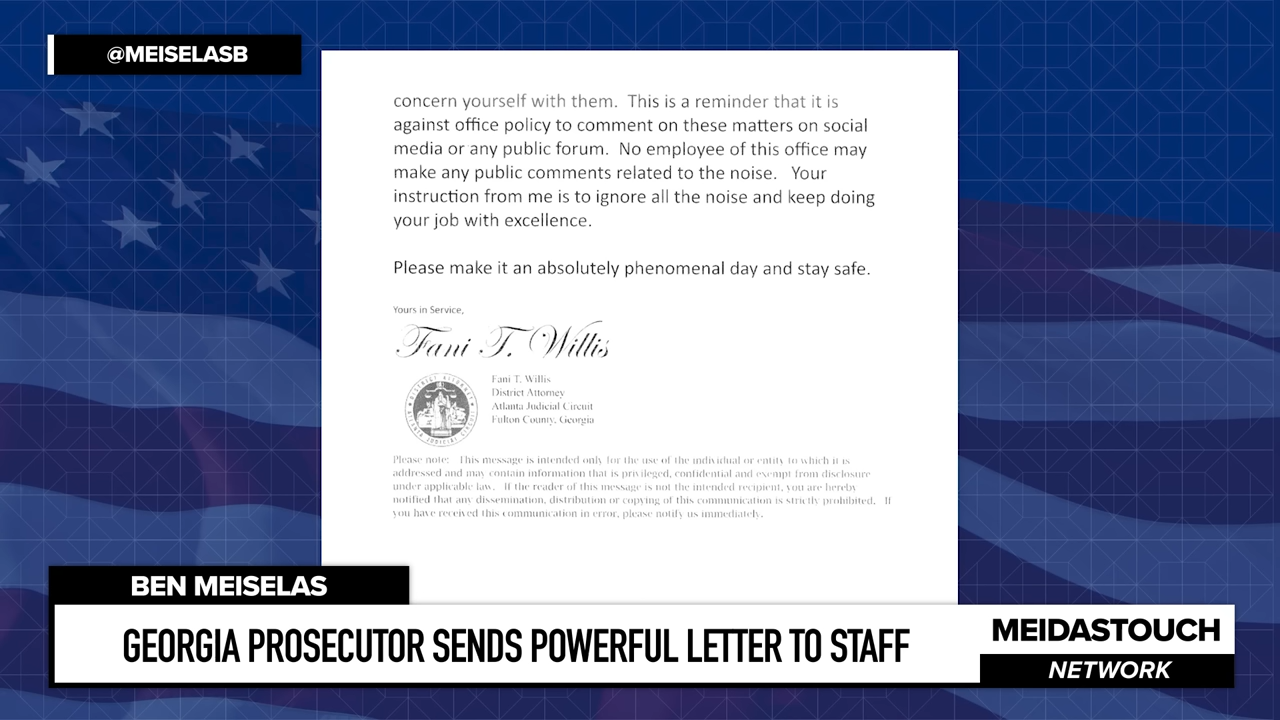 @MEISELASB
concern yourself with them. This is a reminder that it is
against office policy to comment on these matters on social
media or any public forum. No employee of this office may
make any public comments related to the noise. Your
instruction from me is to ignore all the noise and keep doing
your job with excellence.
Please make it an absolutely phenomenal day and stay safe.
Yours in Service,
Fani T. Willis
Fani T. Willis
District Attorney
Atlanta Judicial Circuit
Fulton County, Georgia
Please note: This message is intended only for the use of the individual or entity to which it is
addressed and may contain information that is privileged, confidential and exempt from disclosure
under applicable law. If the reader of this message is not the intended recipient, you are hereby
notified that any dissemination, distribution or copying of this communication is strictly prohibited. If
you have received this communication in error, please notify us immediately.
BEN MEISELAS
GEORGIA PROSECUTOR SENDS POWERFUL LETTER TO STAFF
MEIDASTOUCH
NETWORK